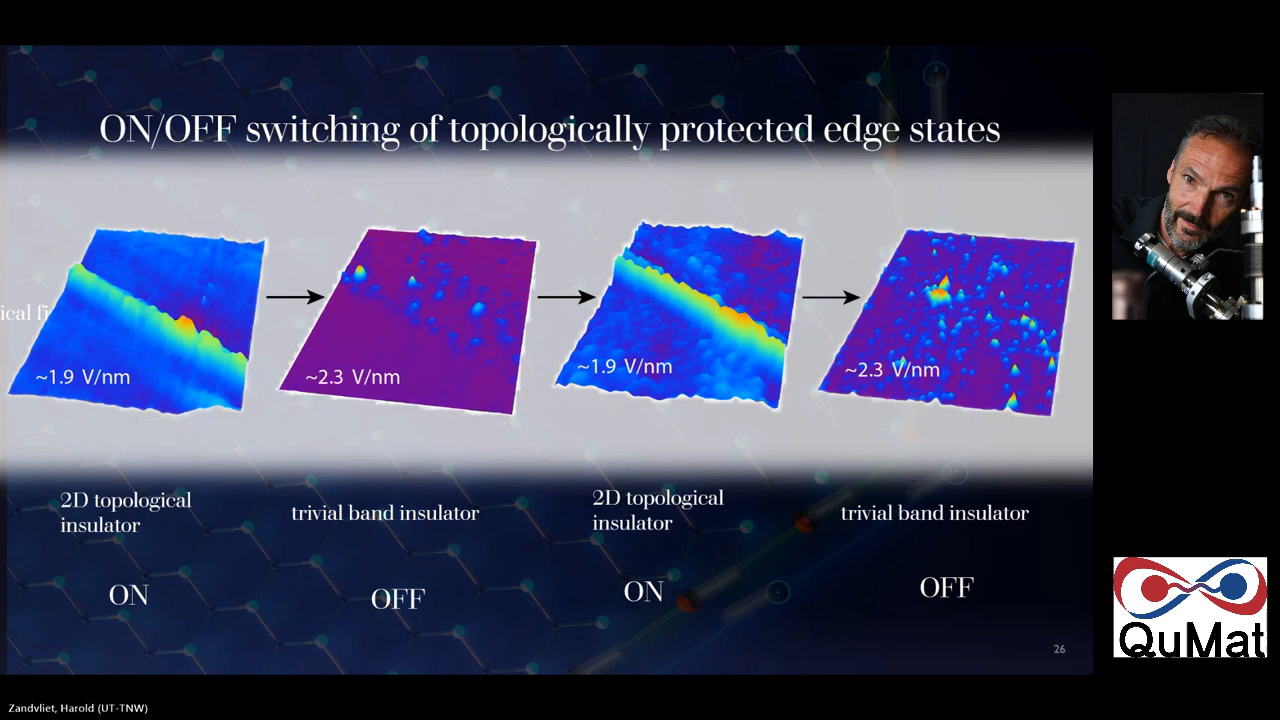 ON/OFF switching of topologically protected edge states
ical fi
~1.9 V/nm
~2.3 V/nm
~1.9 V/nm
~2.3 V/nm
2D topological
insulator
trivial band insulator
2D topological
insulator
trivial band insulator
ON
OFF
ON
OFF
26
QuMat
Zandvliet, Harold (UT-TNW)